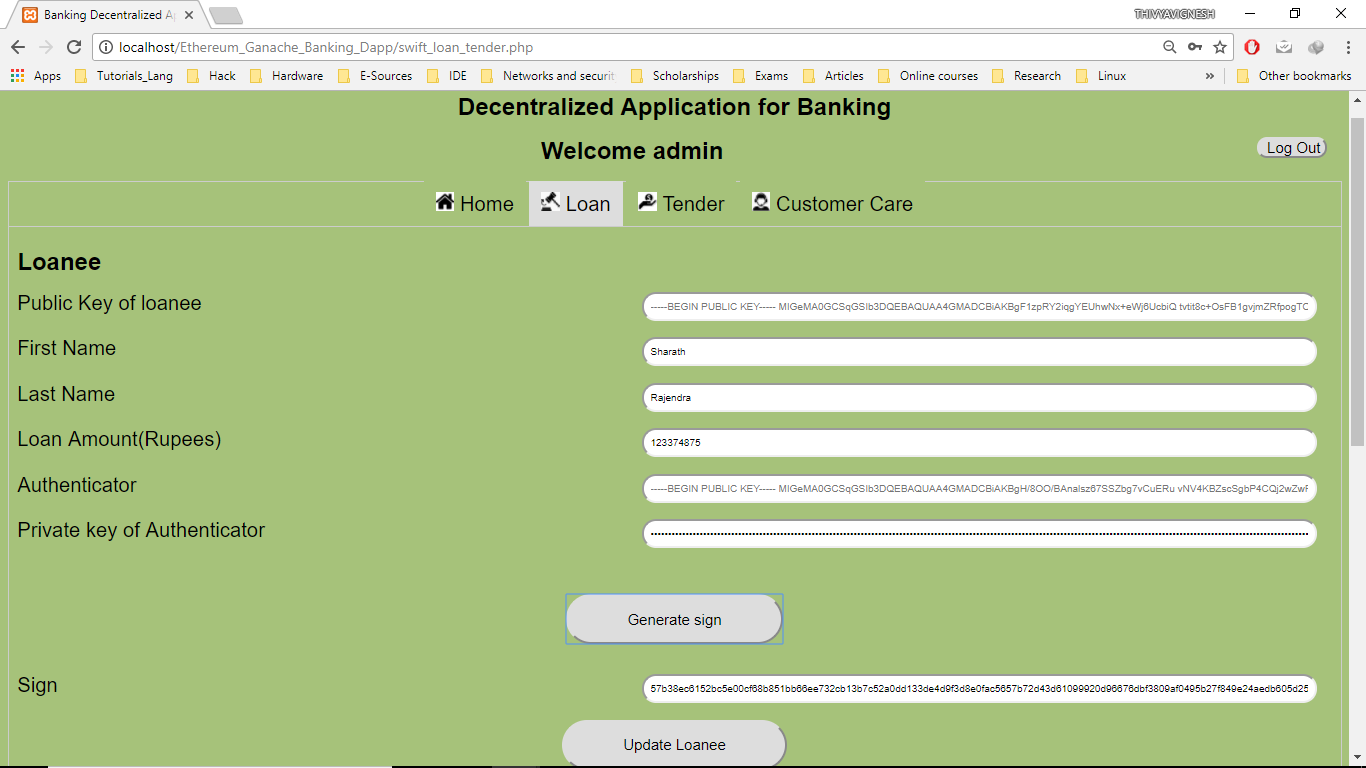 Banking Decentralized A
THIVYAVIGNESH
localhost/Ethereum_Ganache_Banking_Dapp/swift_loan_tender.php
Apps Tutorials_Lang Hack Hardware E-Sources IDE Networks and securit Scholarships Exams Articles Online courses Research Linux » Other bookmarks
Decentralized Application for Banking
Welcome admin
Log Out
Home Loan Tender Customer Care
Loanee
Public Key of loanee -----BEGIN PUBLIC KEY----- MIGeMA0GCSqGSIb3DQEBAQUAA4GMADCBiAKBgF1zpRY2iqgYEUhwNx+eWj6UcbiQ tvtit8c+OsFB1gvjmZRfpogTC
First Name Sharath
Last Name Rajendra
Loan Amount(Rupees) 123374875
Authenticator -----BEGIN PUBLIC KEY----- MIGeMA0GCSqGSIb3DQEBAQUAA4GMADCBiAKBgH/8OO/BAnalsz67SSZbg7vCuERu vNV4KBZscSgbP4CQj2wZwF
Private key of Authenticator
Generate sign
Sign 57b38ec6152bc5e00cf68b851bb66ee732cb13b7c52a0dd133de4d9f3d8e0fac5657b72d43d61099920d96676dbf3809af0495b27f849e24aedb605d25
Update Loanee